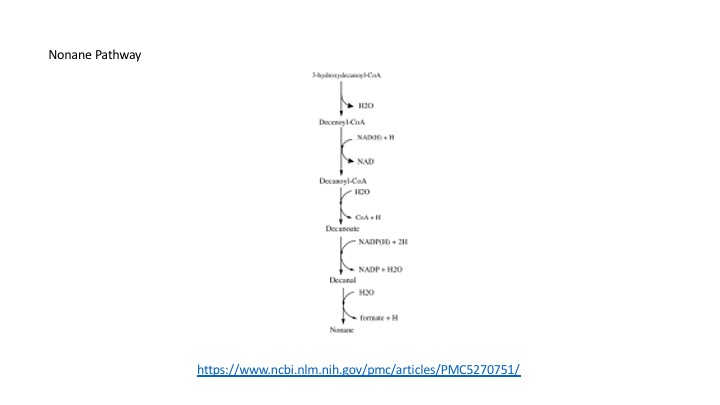 Nonane Pathway
3-hydroxydecanoyl-CoA
H2O
Decenoyl-CoA
NAD(H) + H
NAD
Decanoyl-CoA
H2O
CoA + H
Decanoate
NADP(H) + 2H
NADP + H2O
Decanal
H2O
formate + H
Nonane
https://www.ncbi.nlm.nih.gov/pmc/articles/PMC5270751/